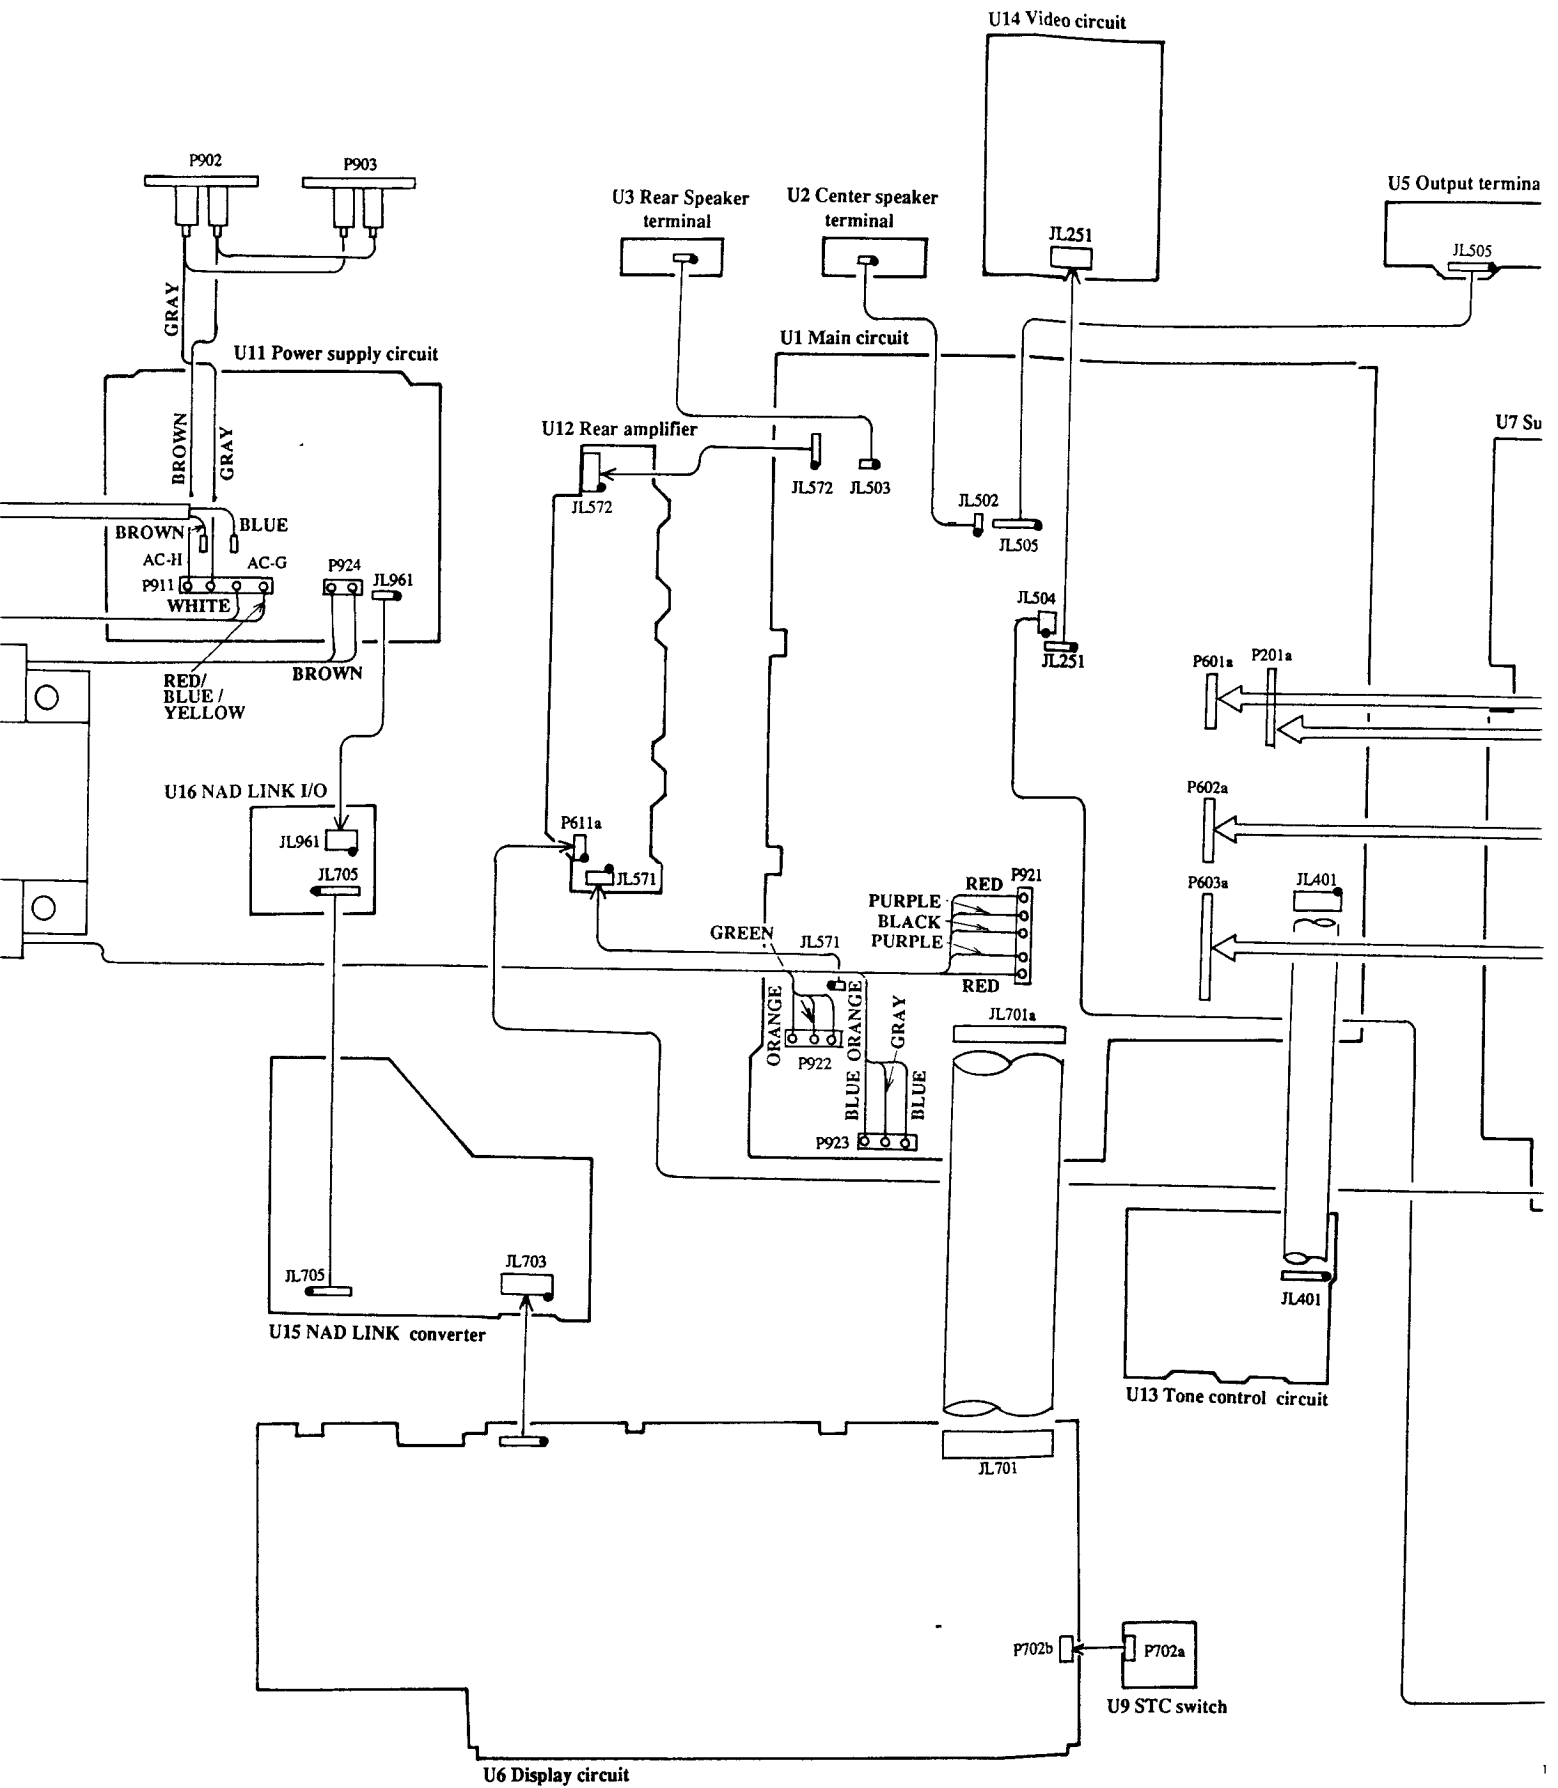 U14 Video circuit
P902
P903
U3 Rear Speaker
terminal
U2 Center speaker
terminal
U5 Output termina
JL251
JL505
GRAY
U11 Power supply circuit
U1 Main circuit
BROWN
GRAY
U12 Rear amplifier
U7 Su
JL572
JL572
JL503
JL502
JL505
BROWN
BLUE
AC-H
AC-G
P911
P924
JL961
WHITE
JL504
JL251
P601a
P201a
RED/
BLUE /
YELLOW
BROWN
U16 NAD LINK I/O
P602a
JL961
P611a
JL705
JL571
RED
P921
PURPLE
BLACK
PURPLE
RED
P603a
JL401
GREEN
JL571
ORANGE
ORANGE
GRAY
P922
BLUE
BLUE
P923
JL701a
JL705
JL703
U15 NAD LINK converter
JL401
U13 Tone control circuit
JL701
P702b
P702a
U9 STC switch
U6 Display circuit